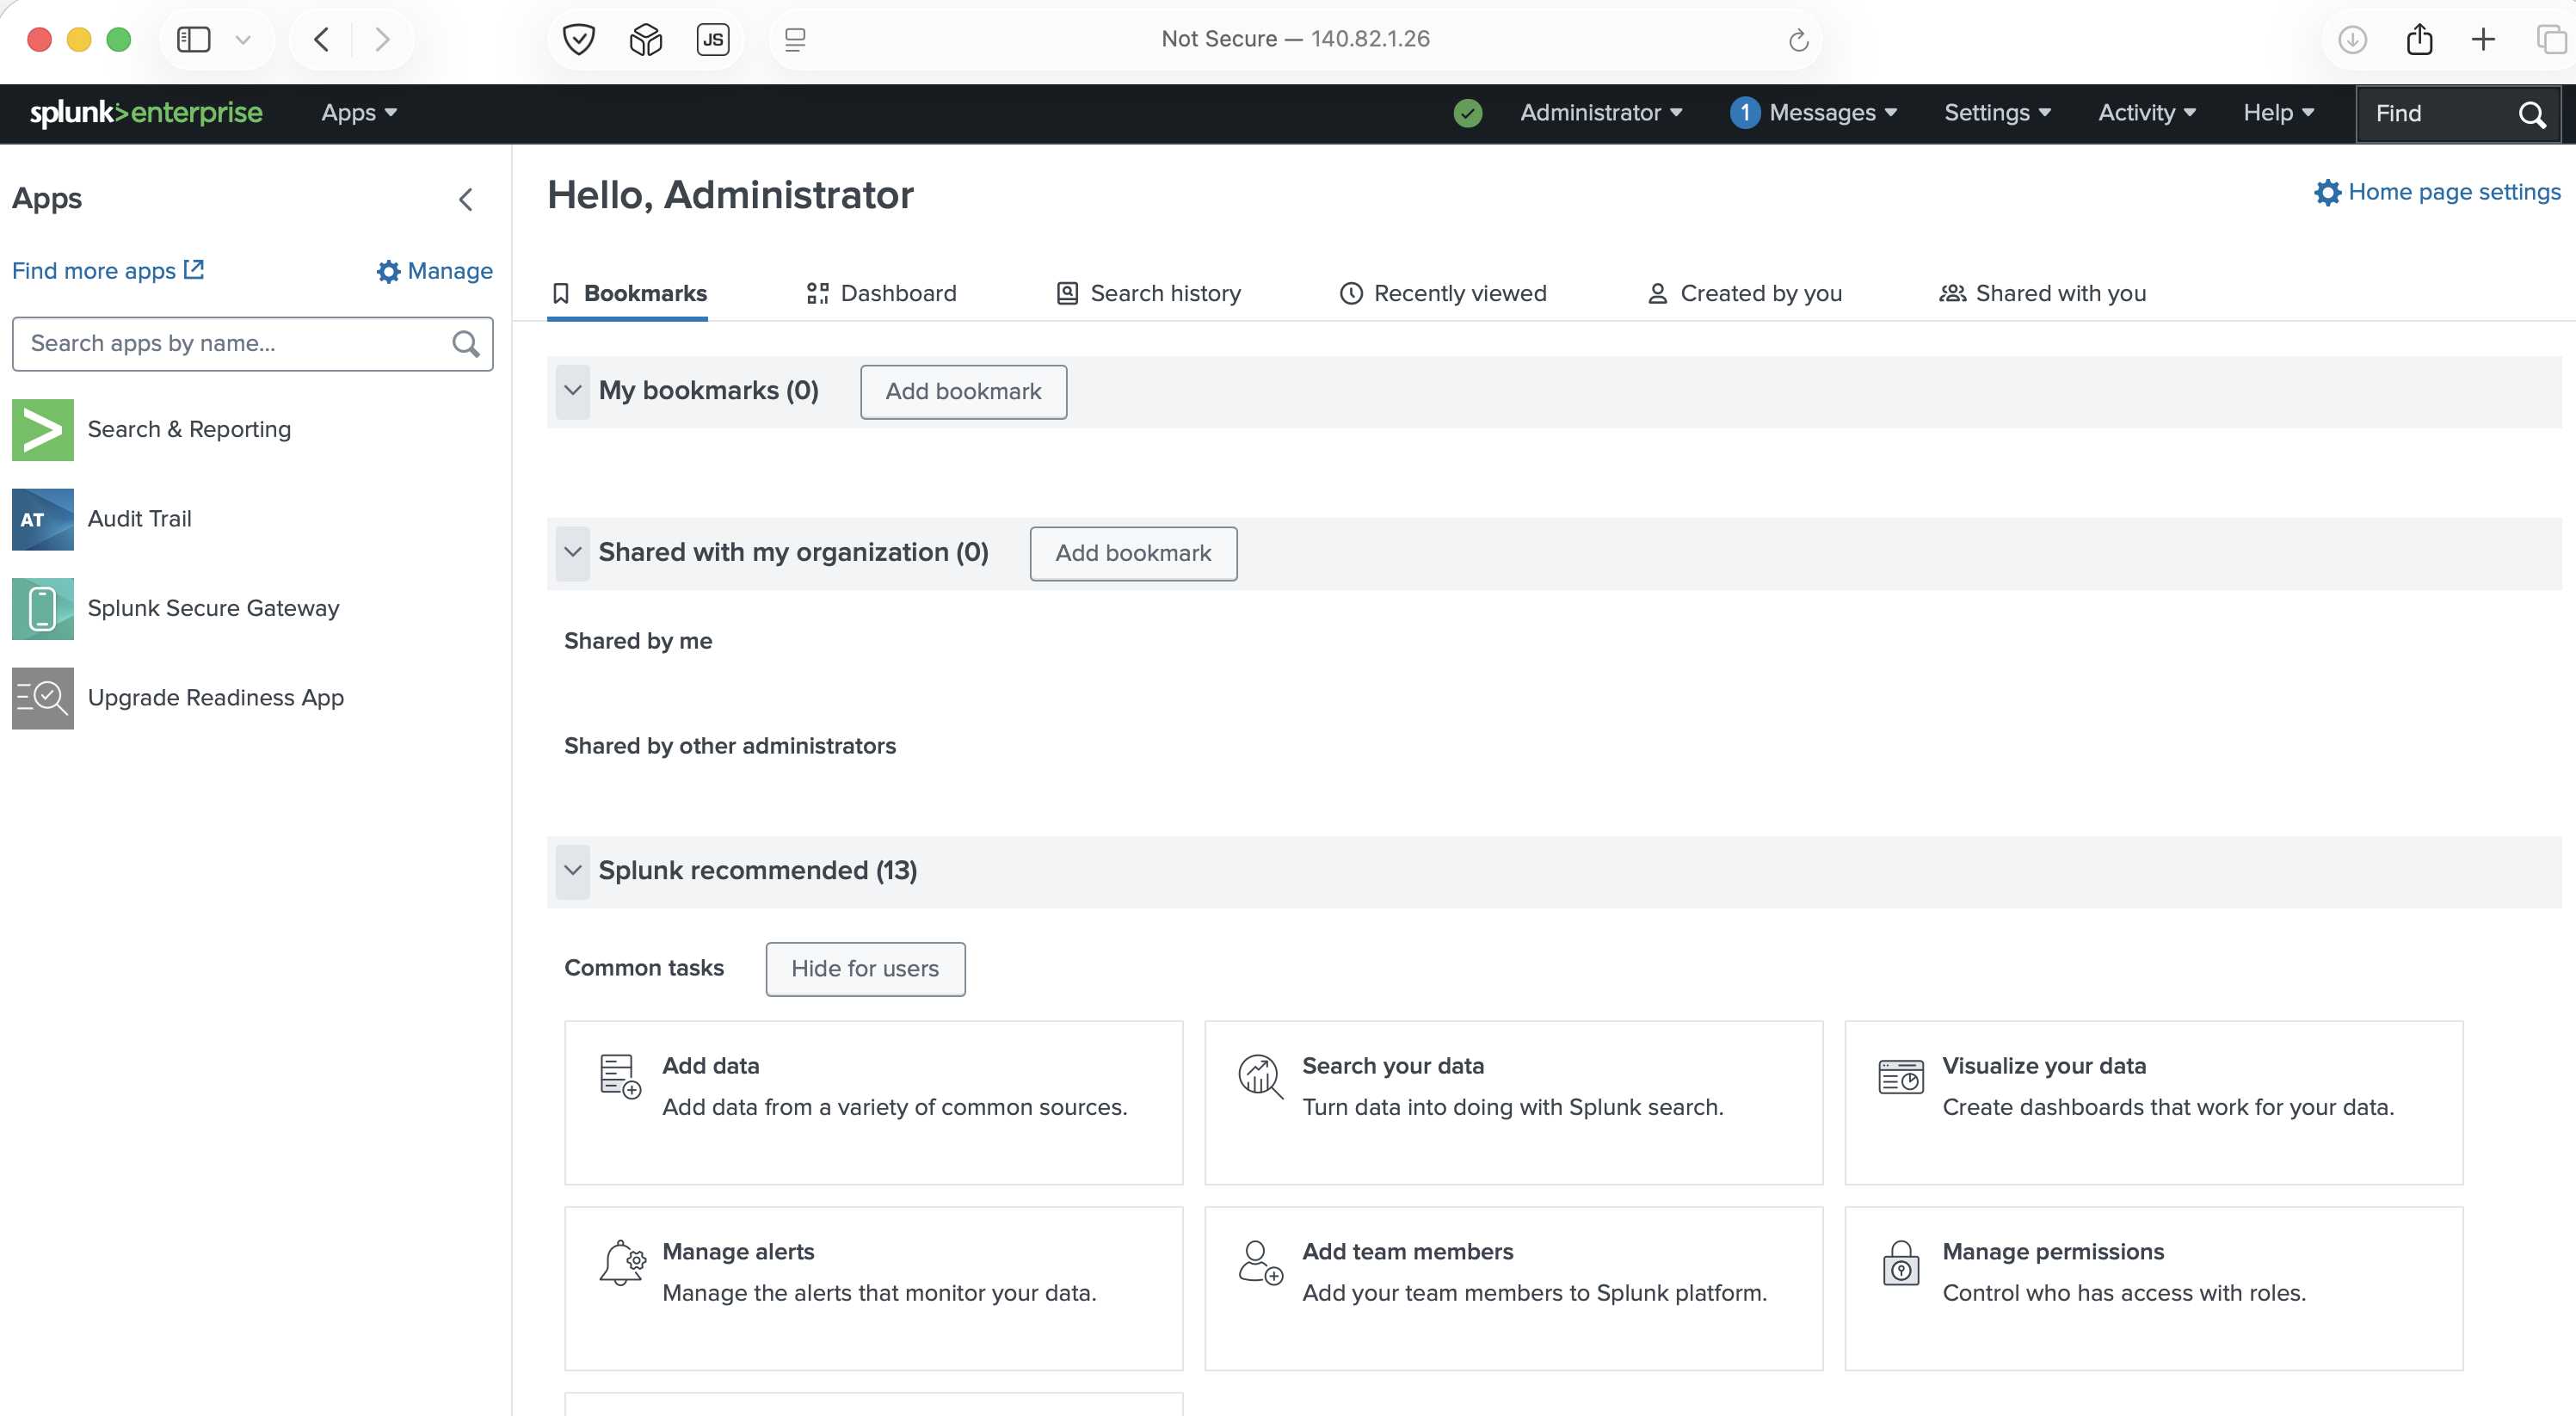 JS
Not Secure — 140.82.1.26
splunk>enterprise
Apps
Administrator
1 Messages
Settings
Activity
Help
Find
Apps
Find more apps
Manage
Search apps by name...
Search & Reporting
AT
Audit Trail
Splunk Secure Gateway
Upgrade Readiness App
Hello, Administrator
Home page settings
Bookmarks
Dashboard
Search history
Recently viewed
Created by you
Shared with you
My bookmarks (0)
Add bookmark
Shared with my organization (0)
Add bookmark
Shared by me
Shared by other administrators
Splunk recommended (13)
Common tasks
Hide for users
Add data
Add data from a variety of common sources.
Search your data
Turn data into doing with Splunk search.
Visualize your data
Create dashboards that work for your data.
Manage alerts
Manage the alerts that monitor your data.
Add team members
Add your team members to Splunk platform.
Manage permissions
Control who has access with roles.